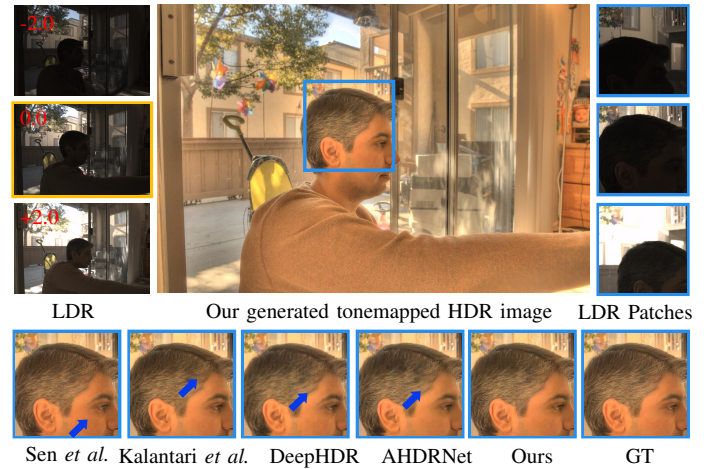 -2.0
0.0
+2.0
LDR
Our generated tonemapped HDR image
LDR Patches
Sen et al.
Kalantari et al.
DeepHDR
AHDRNet
Ours
GT